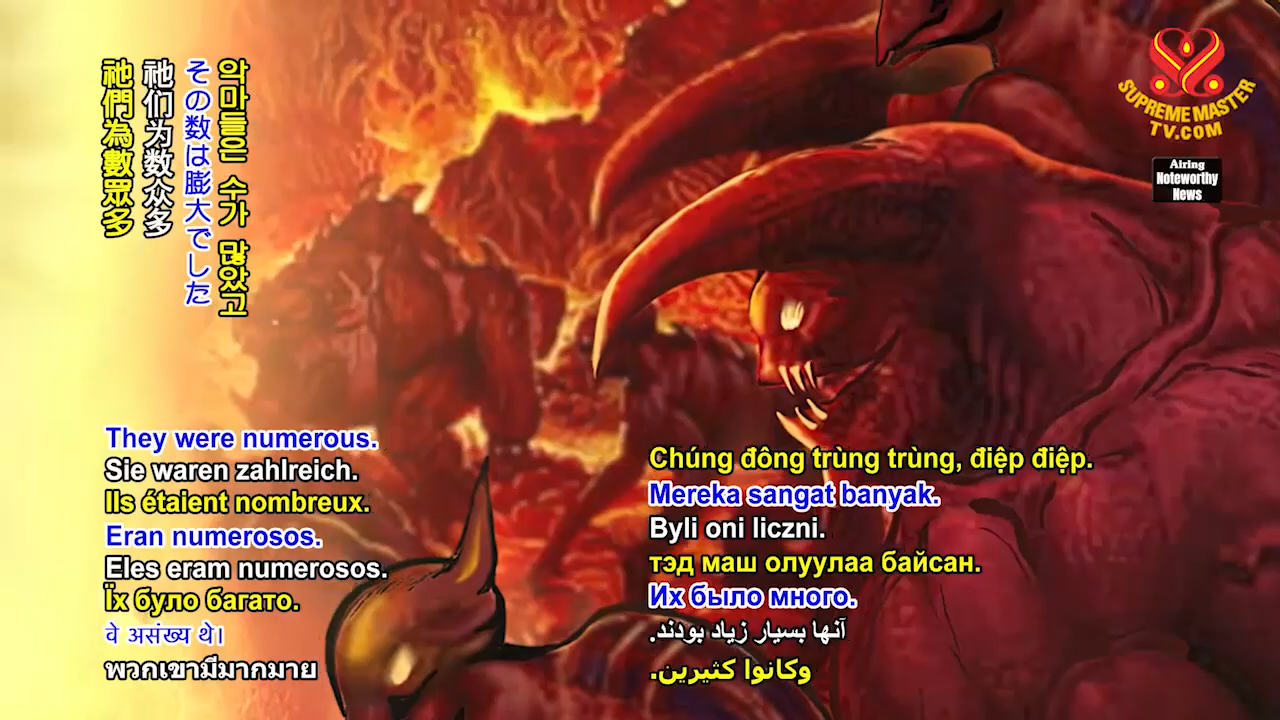 악마들은 수가 많았고
その数は膨大でした
祂们为数众多
祂們為數眾多
SUPREME MASTER
TV.COM
Airing
Noteworthy
News
They were numerous.
Sie waren zahlreich.
Ils étaient nombreux.
Eran numerosos.
Eles eram numerosos.
Їх було багато.
वे असंख्य थे।
พวกเขามีมากมาย
Chúng đông trùng trùng, điệp điệp.
Mereka sangat banyak.
Byli oni liczni.
тэд маш олуулаа байсан.
Их было много.
آنها بسیار زیاد بودند.
وكانوا كثيرين.